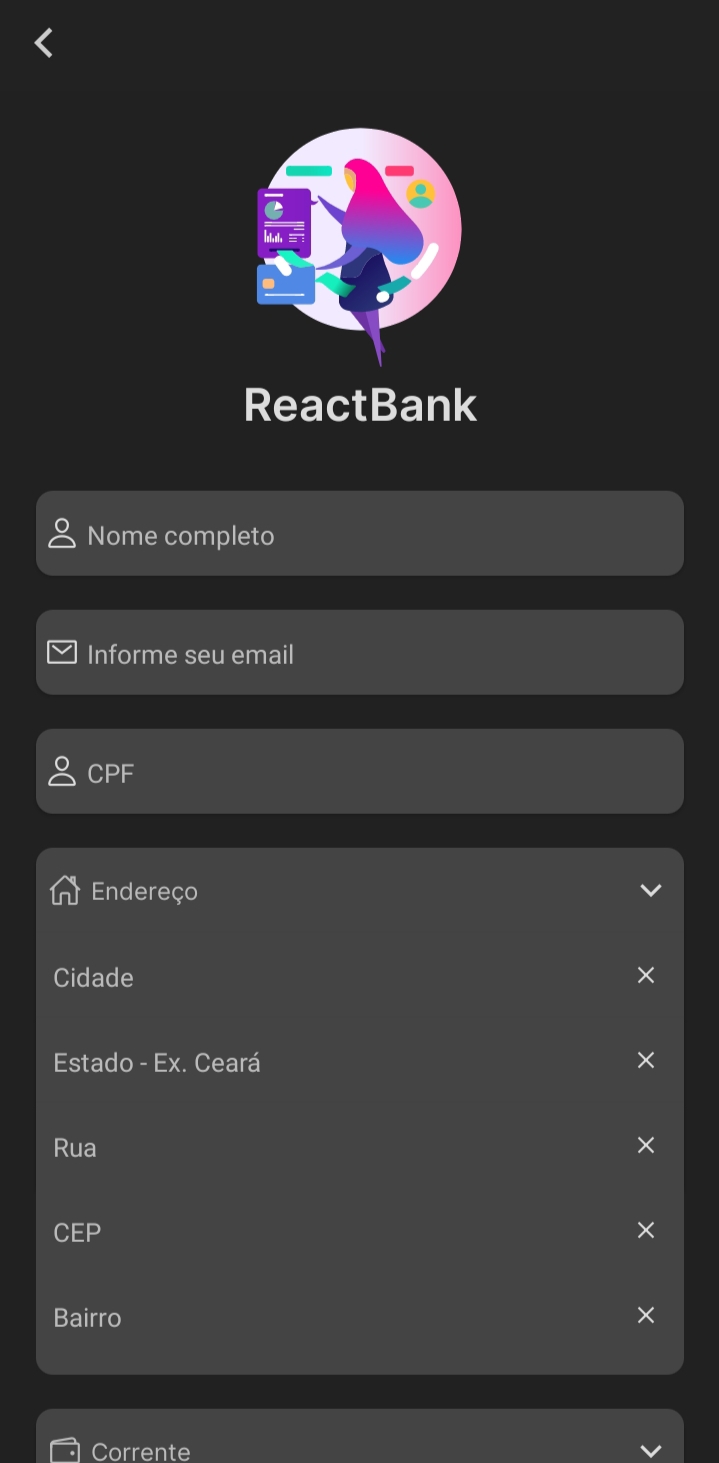 ReactBank
Nome completo
Informe seu email
CPF
Endereço
Cidade
Estado - Ex. Ceará
Rua
CEP
Bairro
Corrente